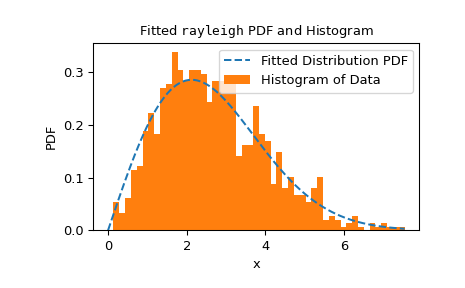 Fitted rayleigh PDF and Histogram
Fitted Distribution PDF
Histogram of Data
PDF
0.3
0.2
0.1
0.0
0
2
4
6
x